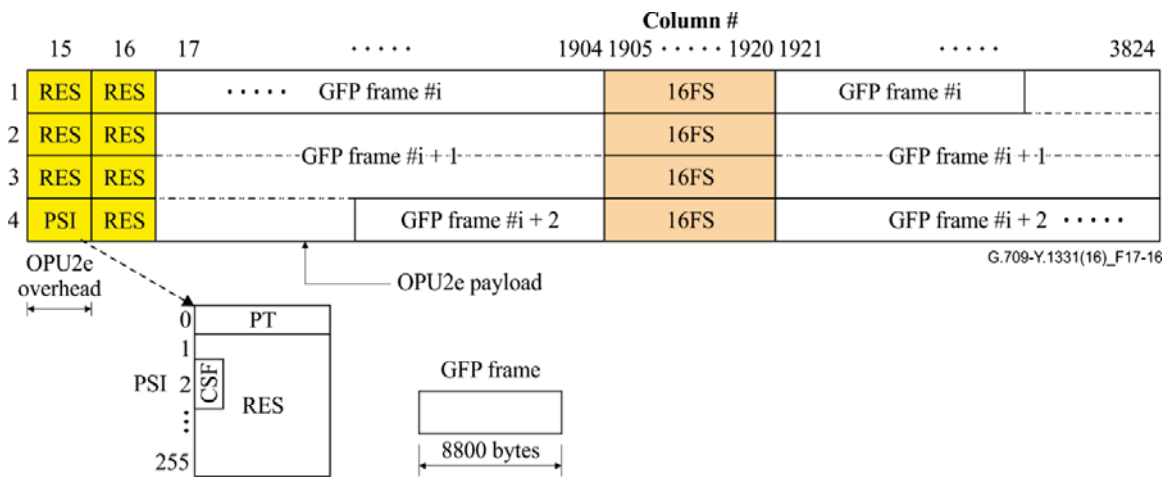 Column #
15 16 17 ····· 1904 1905 ····· 1920 1921 ····· 3824
1 RES RES ····· GFP frame #i 16FS GFP frame #i
2 RES RES 16FS
GFP frame #i + 1 GFP frame #i + 1
3 RES RES 16FS
4 PSI RES GFP frame #i + 2 16FS GFP frame #i + 2 ·····
G.709-Y.1331(16)_F17-16
OPU2e
overhead
OPU2e payload
0 PT
1
PSI 2 CSF RES
⋮
255
GFP frame
8800 bytes